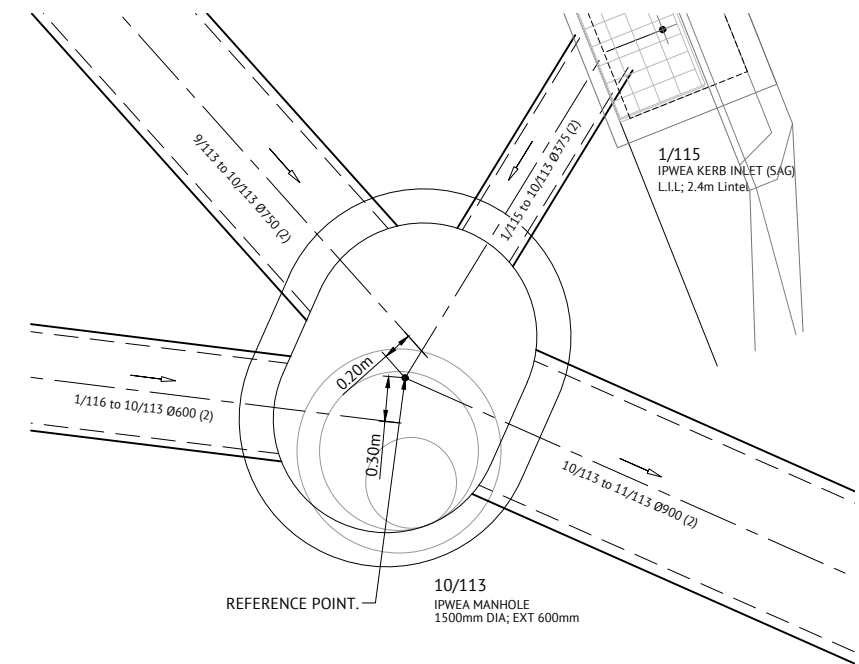 9/113 to 10/113 Ø750 (2)
1/115 to 10/113 Ø375 (2)
1/115
IPWEA KERB INLET (SAG)
L.I.L; 2.4m Lintel
0.20m
1/116 to 10/113 Ø600 (2)
0.30m
10/113 to 11/113 Ø900 (2)
REFERENCE POINT.
10/113
IPWEA MANHOLE
1500mm DIA; EXT 600mm